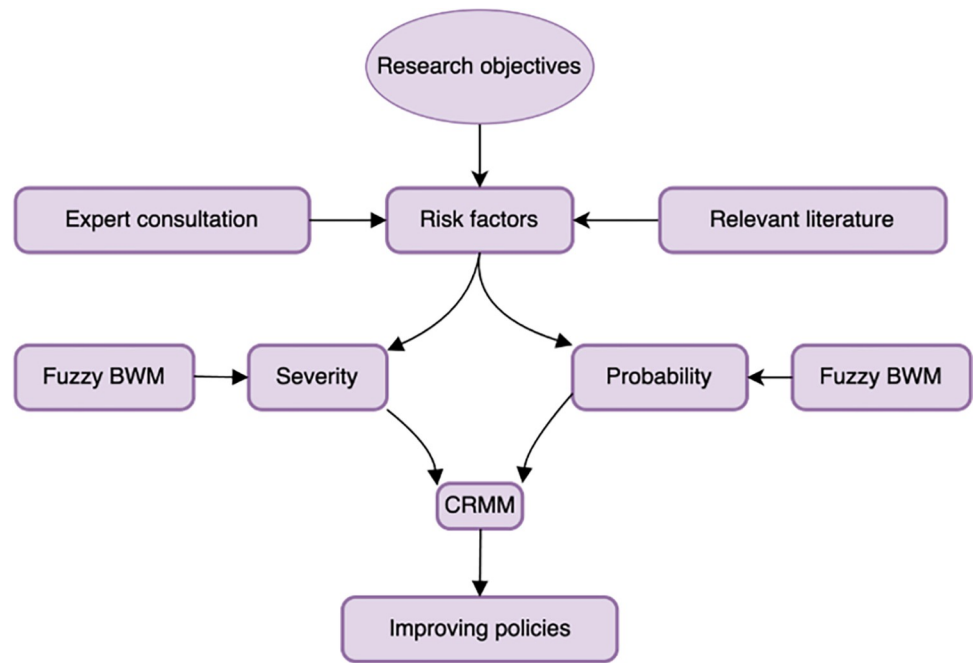 Research objectives
Expert consultation
Risk factors
Relevant literature
Fuzzy BWM
Severity
Probability
Fuzzy BWM
CRMM
Improving policies